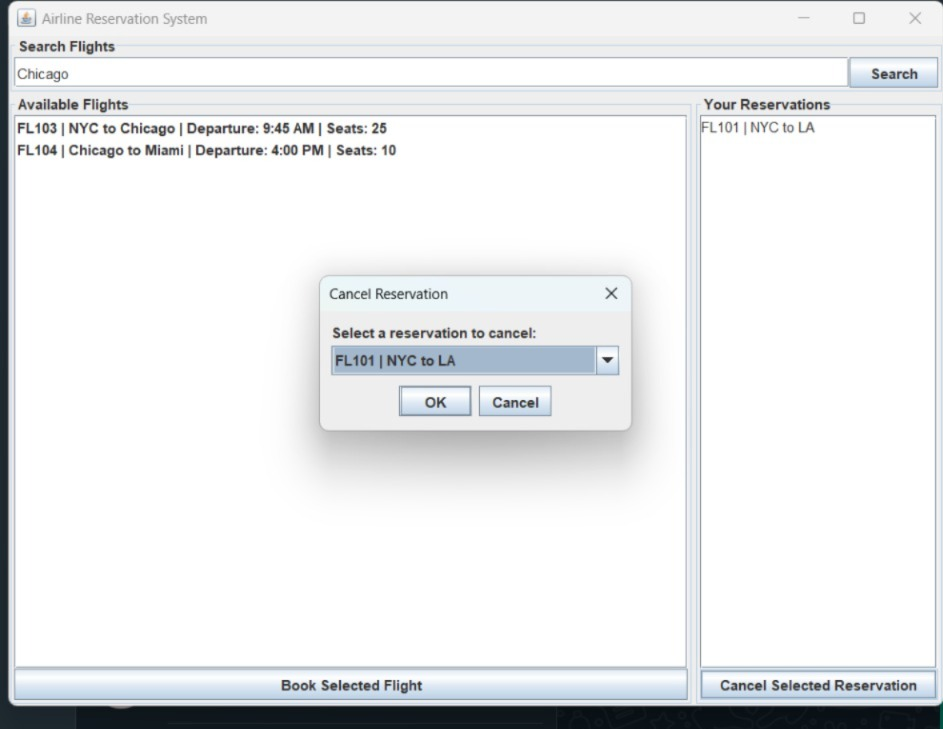 Airline Reservation System
Search Flights
Chicago
Search
Available Flights
FL103 | NYC to Chicago | Departure: 9:45 AM | Seats: 25
FL104 | Chicago to Miami | Departure: 4:00 PM | Seats: 10
Your Reservations
FL101 | NYC to LA
Cancel Reservation
Select a reservation to cancel:
FL101 | NYC to LA
OK
Cancel
Book Selected Flight
Cancel Selected Reservation